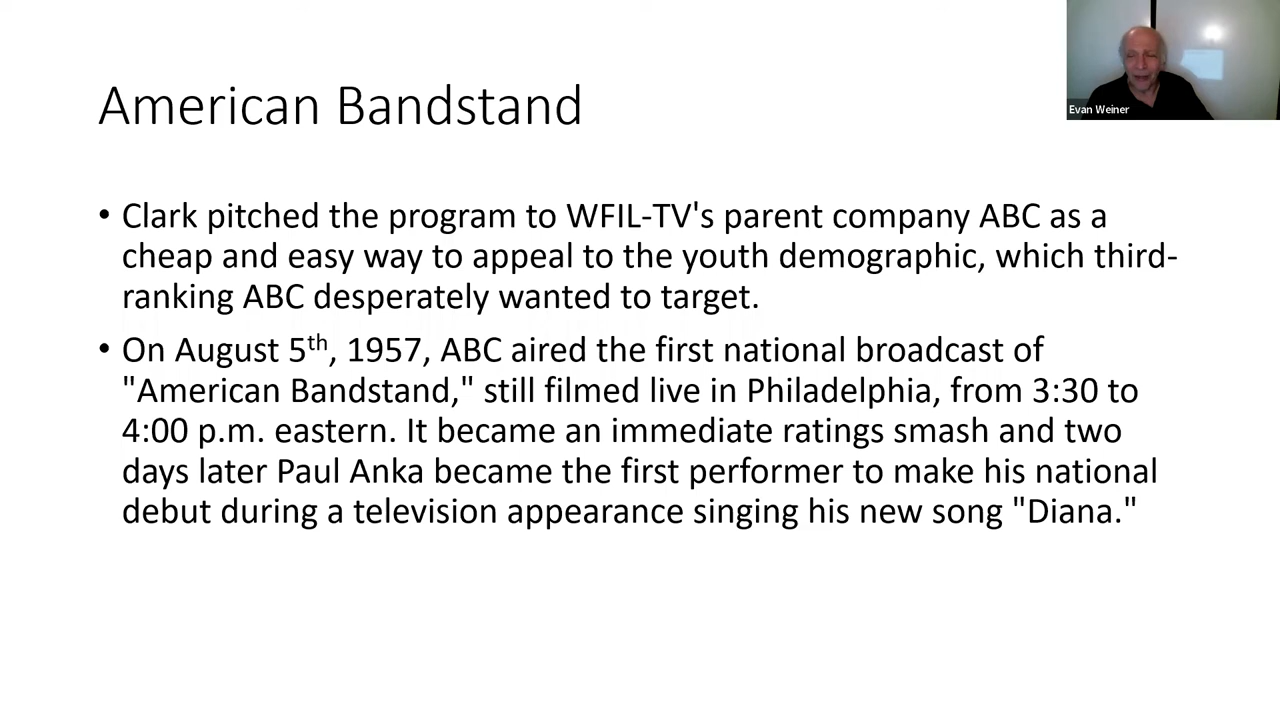 American Bandstand
Evan Weiner
• Clark pitched the program to WFIL-TV's parent company ABC as a
cheap and easy way to appeal to the youth demographic, which third-
ranking ABC desperately wanted to target.
• On August 5th, 1957, ABC aired the first national broadcast of
"American Bandstand," still filmed live in Philadelphia, from 3:30 to
4:00 p.m. eastern. It became an immediate ratings smash and two
days later Paul Anka became the first performer to make his national
debut during a television appearance singing his new song "Diana."